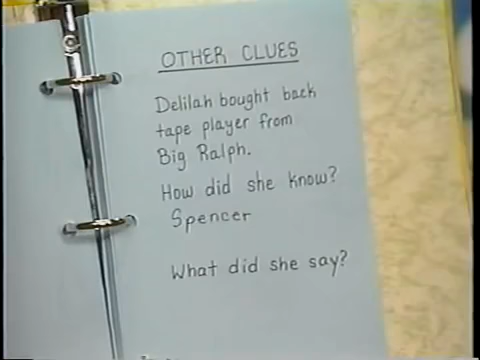 OTHER CLUES
Delilah bought back
tape player from
Big Ralph.
How did she know?
Spencer
What did she say?